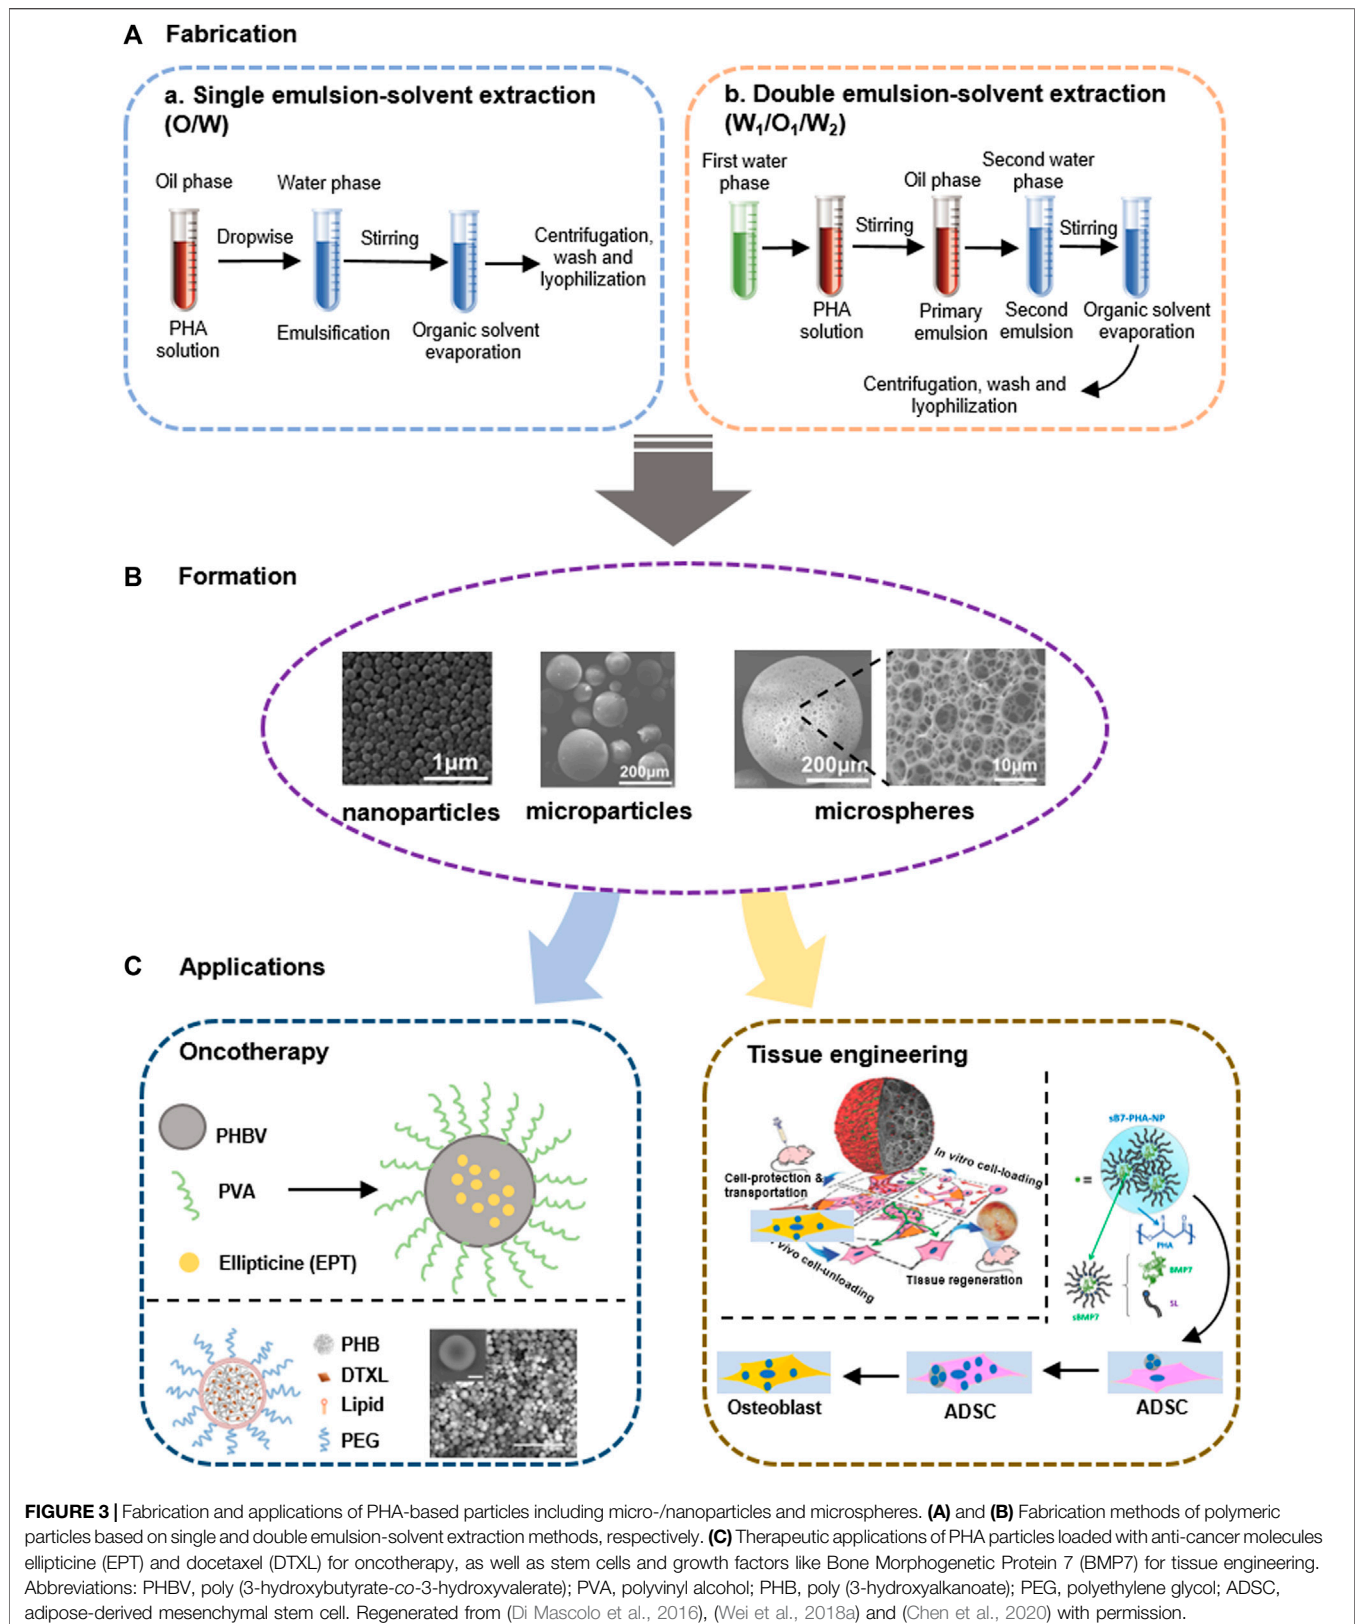 A Fabrication
a. Single emulsion-solvent extraction
(O/W)
Oil phase
Water phase
Dropwise
Stirring
Centrifugation,
wash and
lyophilization
PHA
solution
Emulsification
Organic solvent
evaporation
b. Double emulsion-solvent extraction
(W₁/O₁/W₂)
First water
phase
Oil phase
Second water
phase
Stirring
Stirring
PHA
solution
Primary
emulsion
Second
emulsion
Organic solvent
evaporation
Centrifugation, wash and
lyophilization
B Formation
1μm
200μm
200μm
10μm
nanoparticles
microparticles
microspheres
C Applications
Oncotherapy
PHBV
PVA
Ellipticine (EPT)
PHB
DTXL
Lipid
PEG
Tissue engineering
Cell-protection &
transportation
In vitro cell-loading
vivo cell-unloading
Tissue regeneration
sB7-PHA-NP
=
PHA
BMP7
SL
sBMP7
Osteoblast
ADSC
ADSC
FIGURE 3 | Fabrication and applications of PHA-based particles including micro-/nanoparticles and microspheres. (A) and (B) Fabrication methods of polymeric
particles based on single and double emulsion-solvent extraction methods, respectively. (C) Therapeutic applications of PHA particles loaded with anti-cancer molecules
ellipticine (EPT) and docetaxel (DTXL) for oncotherapy, as well as stem cells and growth factors like Bone Morphogenetic Protein 7 (BMP7) for tissue engineering.
Abbreviations: PHBV, poly (3-hydroxybutyrate-co-3-hydroxyvalerate); PVA, polyvinyl alcohol; PHB, poly (3-hydroxyalkanoate); PEG, polyethylene glycol; ADSC,
adipose-derived mesenchymal stem cell. Regenerated from (Di Mascolo et al., 2016), (Wei et al., 2018a) and (Chen et al., 2020) with permission.